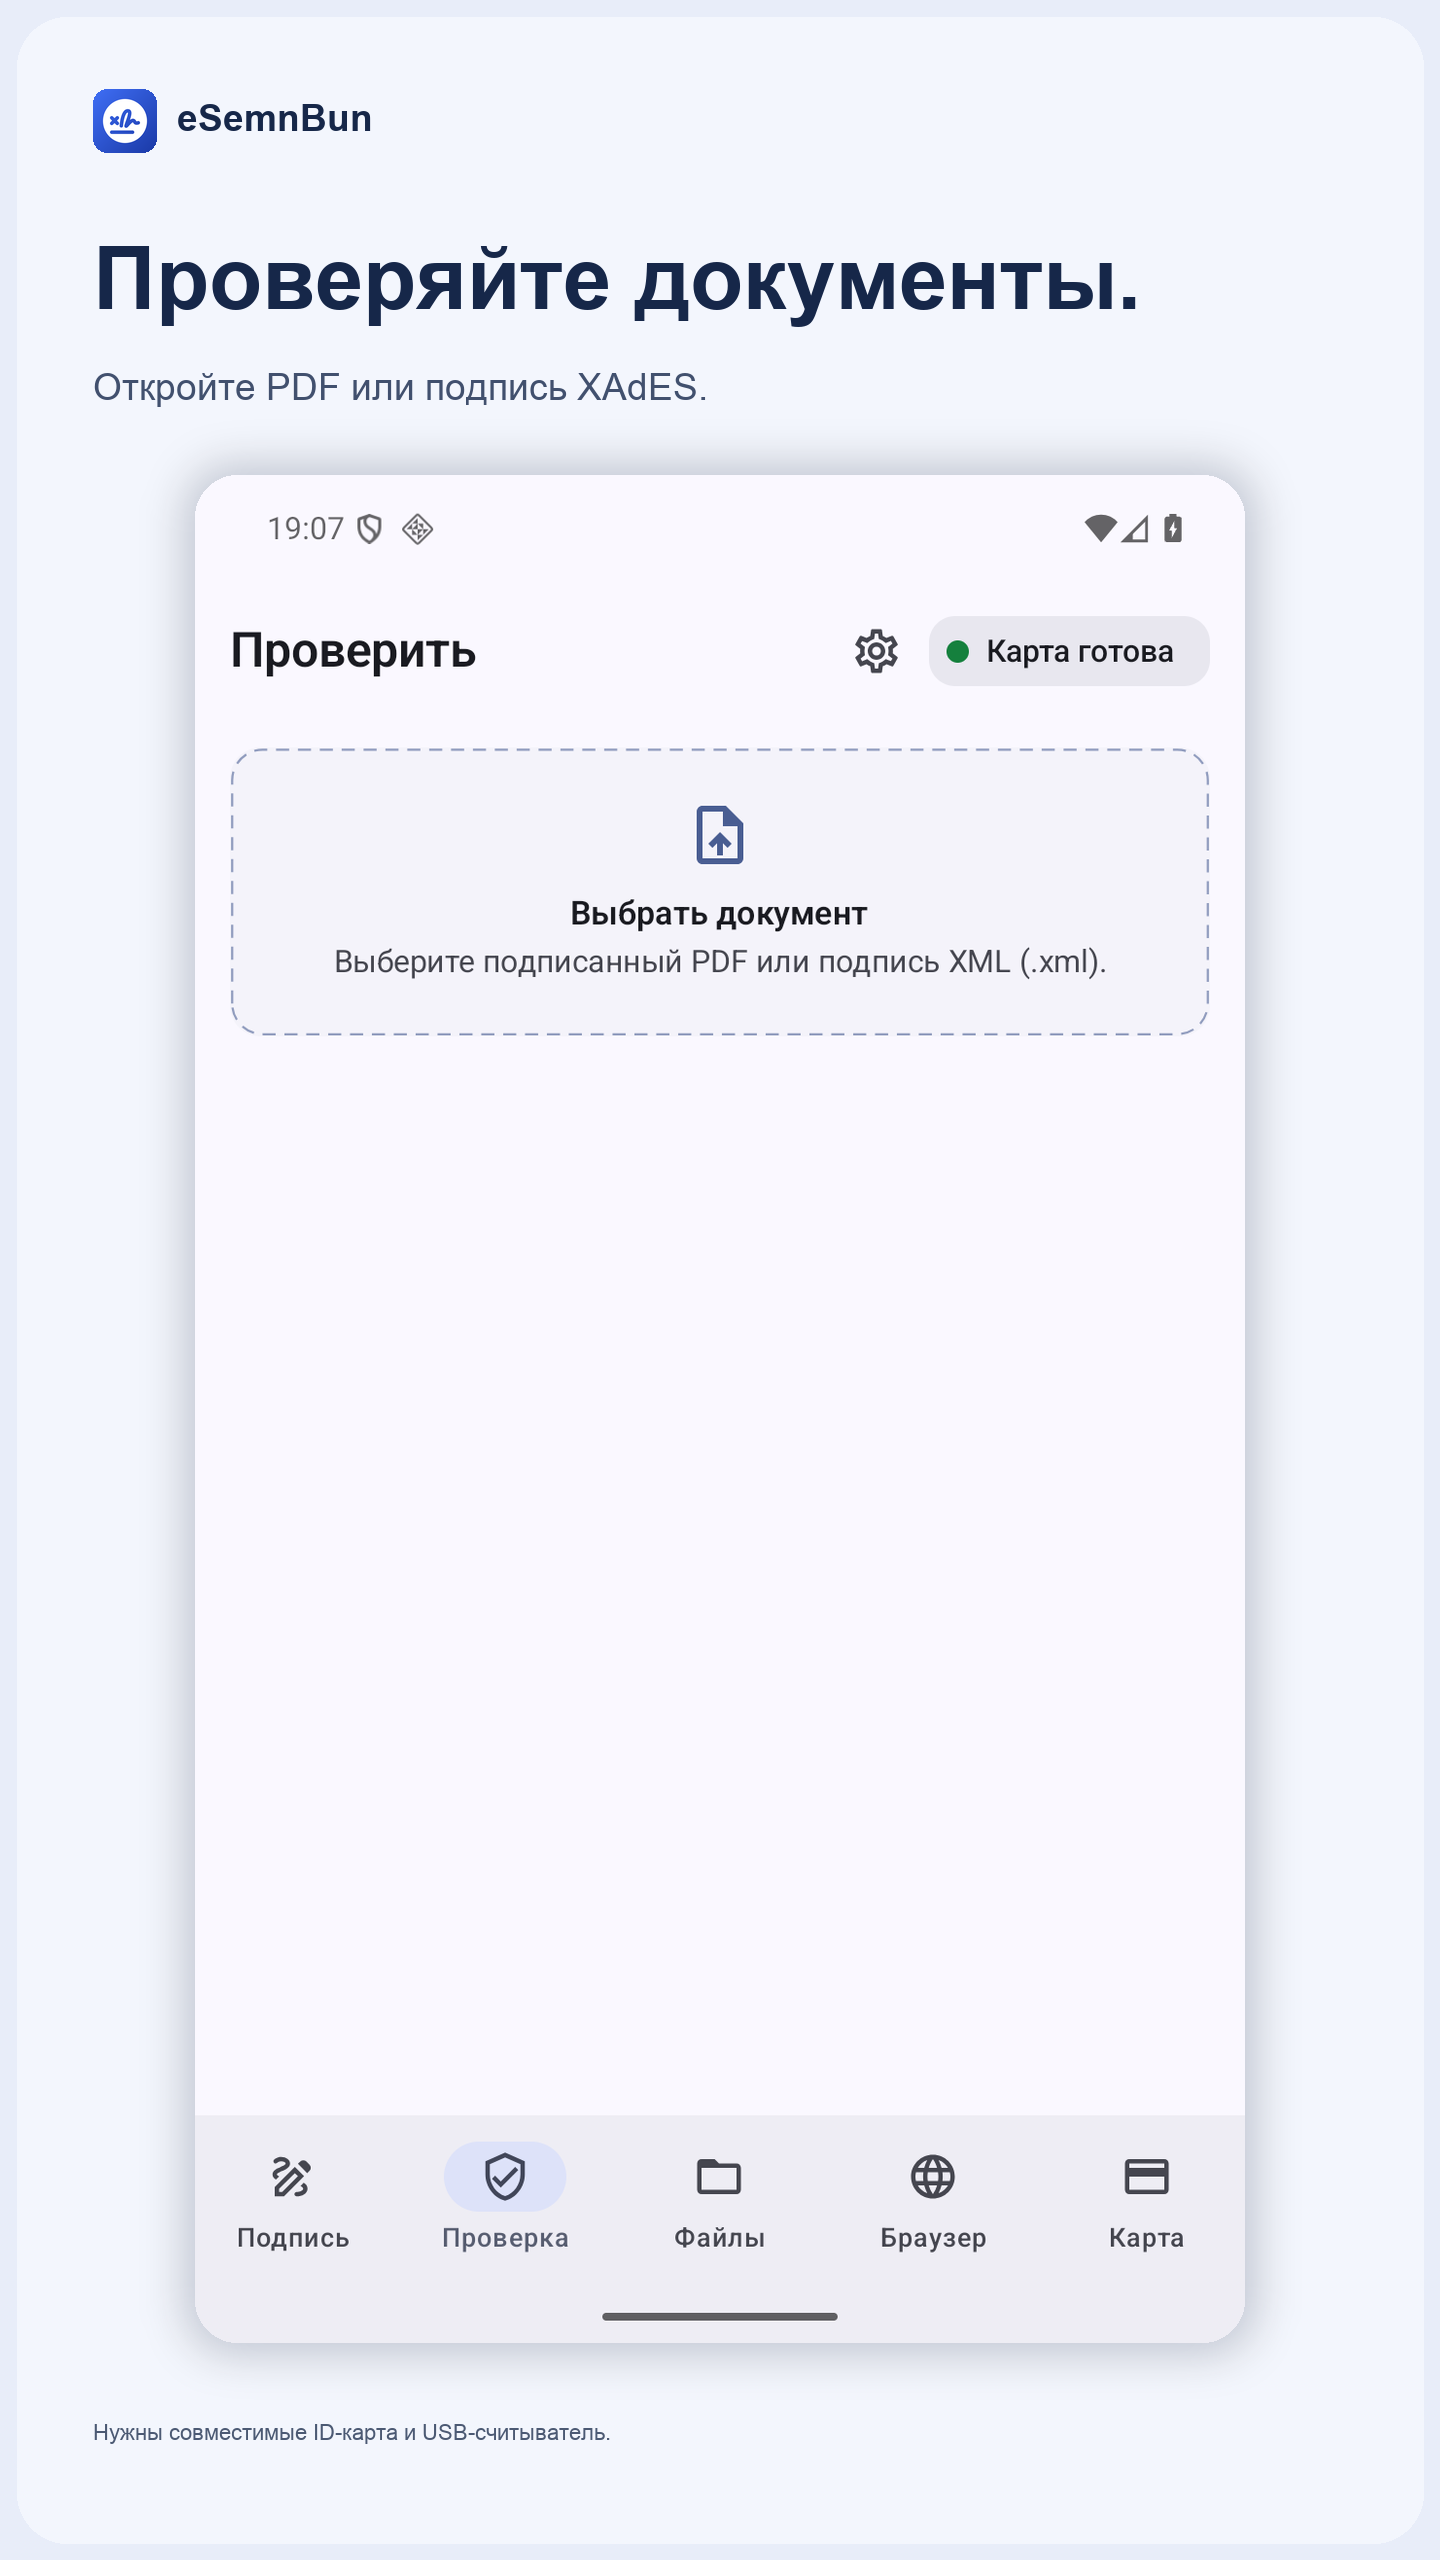 eSemnBun
Проверяйте документы.
Откройте PDF или подпись XAdES.
19:07
Проверить
Карта готова
Выбрать документ
Выберите подписанный PDF или подпись XML (.xml).
Подпись
Проверка
Файлы
Браузер
Карта
Нужны совместимые ID-карта и USB-считыватель.